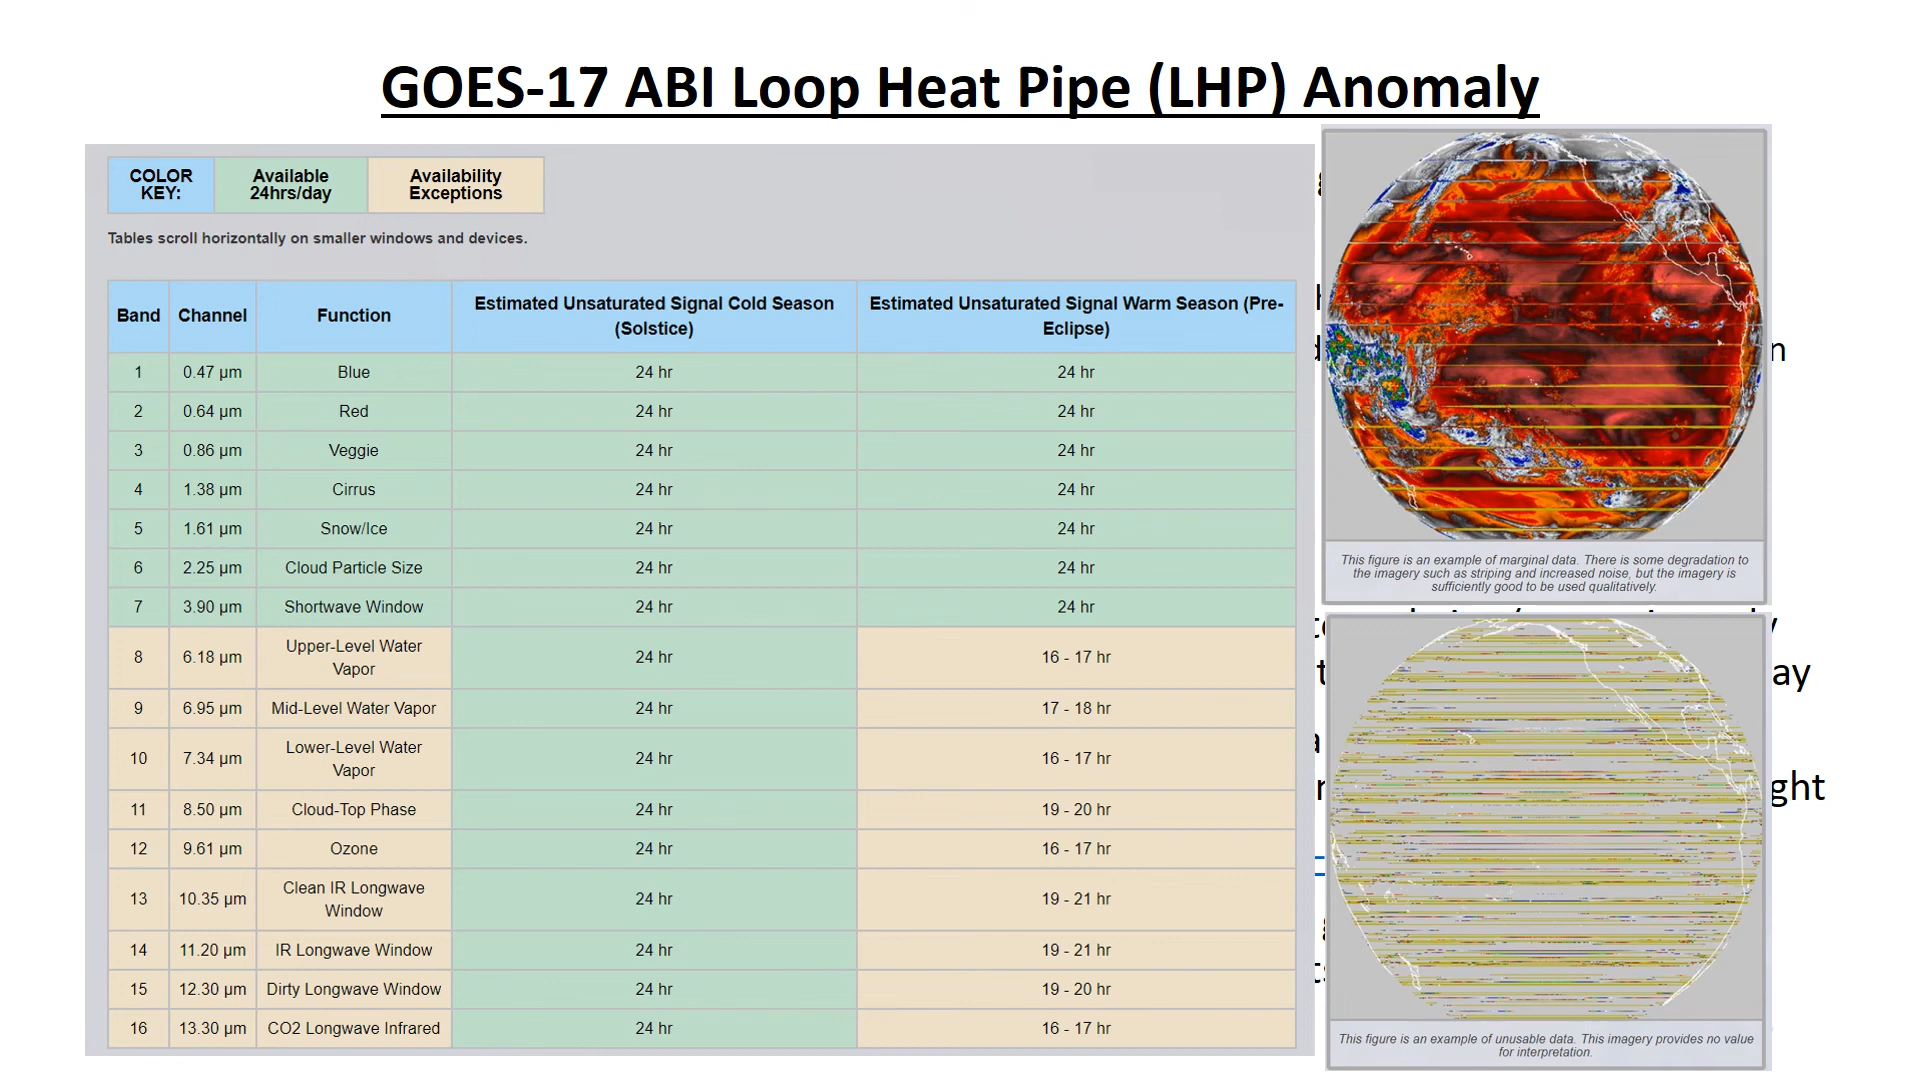 GOES-17 ABI Loop Heat Pipe (LHP) Anomaly
COLOR KEY:
Available 24hrs/day
Availability Exceptions
Tables scroll horizontally on smaller windows and devices.
Band Channel Function Estimated Unsaturated Signal Cold Season (Solstice) Estimated Unsaturated Signal Warm Season (Pre-Eclipse)
1 0.47 µm Blue 24 hr 24 hr
2 0.64 µm Red 24 hr 24 hr
3 0.86 µm Veggie 24 hr 24 hr
4 1.38 µm Cirrus 24 hr 24 hr
5 1.61 µm Snow/Ice 24 hr 24 hr
6 2.25 µm Cloud Particle Size 24 hr 24 hr
7 3.90 µm Shortwave Window 24 hr 24 hr
8 6.18 µm Upper-Level Water Vapor 24 hr 16 - 17 hr
9 6.95 µm Mid-Level Water Vapor 24 hr 17 - 18 hr
10 7.34 µm Lower-Level Water Vapor 24 hr 16 - 17 hr
11 8.50 µm Cloud-Top Phase 24 hr 19 - 20 hr
12 9.61 µm Ozone 24 hr 16 - 17 hr
13 10.35 µm Clean IR Longwave Window 24 hr 19 - 21 hr
14 11.20 µm IR Longwave Window 24 hr 19 - 21 hr
15 12.30 µm Dirty Longwave Window 24 hr 19 - 20 hr
16 13.30 µm CO2 Longwave Infrared 24 hr 16 - 17 hr
This figure is an example of marginal data. There is some degradation to
the imagery such as striping and increased noise, but the imagery is
sufficiently good to be used qualitatively.
This figure is an example of unusable data. This imagery provides no value
for interpretation.